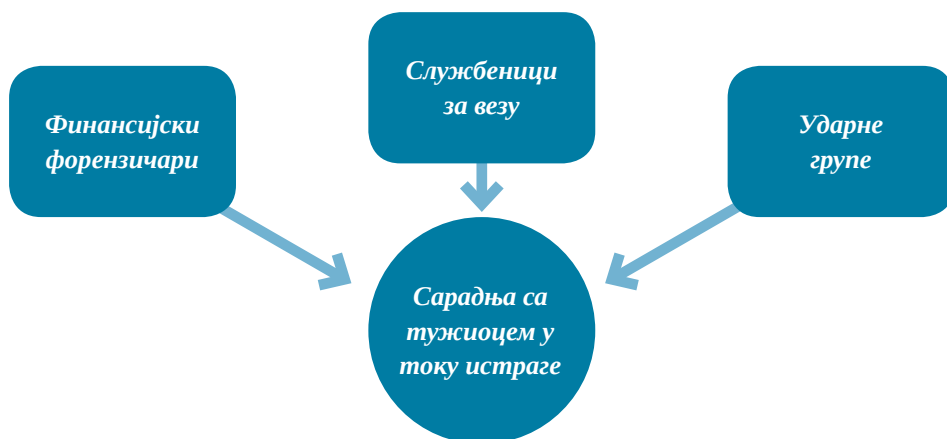 Службеници
за везу
Финансијски
форензичари
Ударне
групе
Сарадња са
тужиоцем у
току истраге